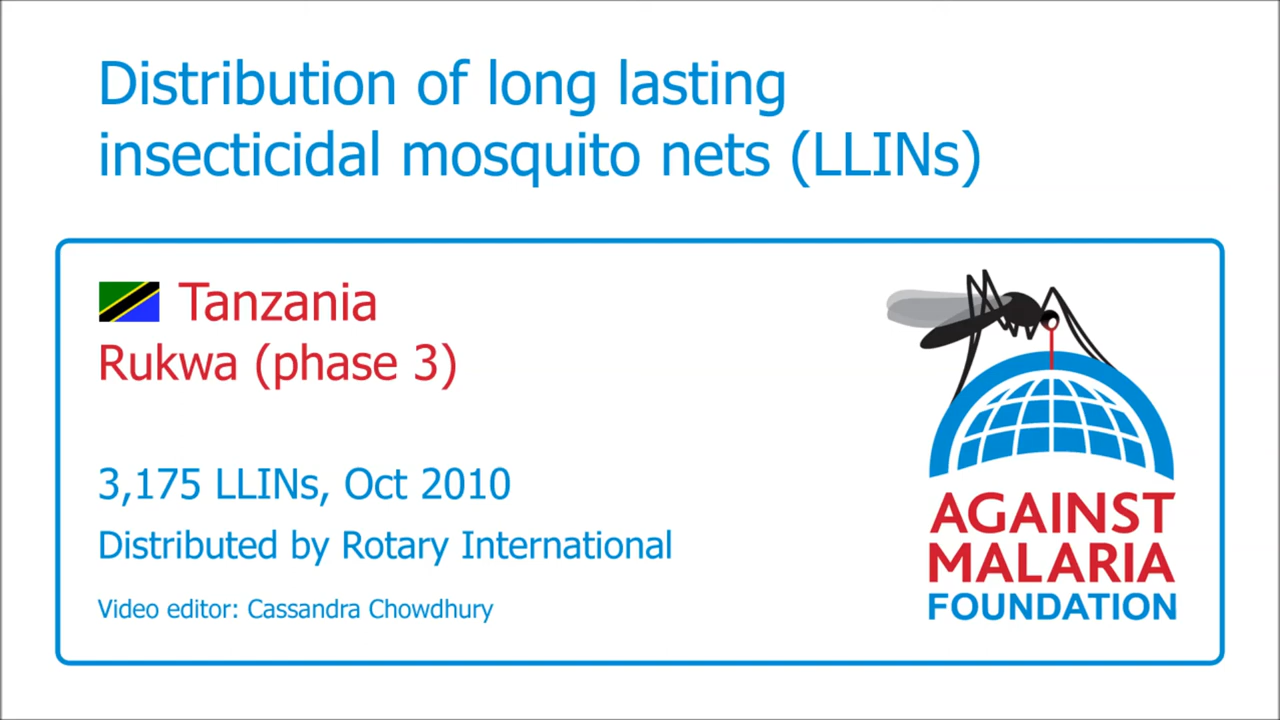 Distribution of long lasting
insecticidal mosquito nets (LLINs)
Tanzania
Rukwa (phase 3)
3,175 LLINs, Oct 2010
Distributed by Rotary International
Video editor: Cassandra Chowdhury
AGAINST
MALARIA
FOUNDATION